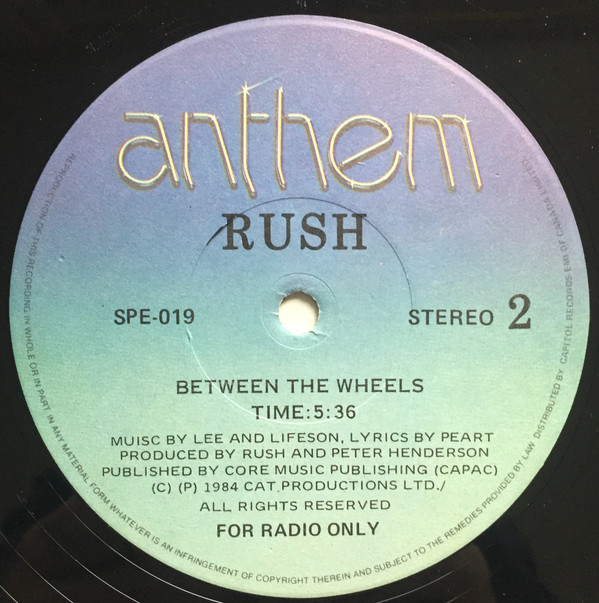 anthem
RUSH
SPE-019
STEREO 2
BETWEEN THE WHEELS
TIME:5:36
MUISC BY LEE AND LIFESON, LYRICS BY PEART
PRODUCED BY RUSH AND PETER HENDERSON
PUBLISHED BY CORE MUSIC PUBLISHING (CAPAC)
(C) (P) 1984 CAT PRODUCTIONS LTD./
ALL RIGHTS RESERVED
FOR RADIO ONLY
REPRODUCTION OF THIS RECORDING IN WHOLE OR IN PART IN ANY MATERIAL FORM WHATEVER IS AN INFRINGEMENT OF COPYRIGHT THEREIN AND SUBJECT TO THE REMEDIES PROVIDED BY LAW DISTRIBUTED BY CAPITOL RECORDS-EMI OF CANADA LIMITED.